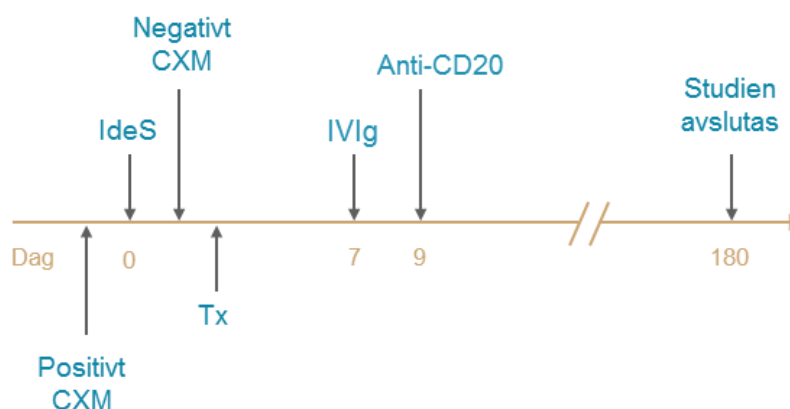 Negativt
CXM
Anti-CD20
Studien
avslutas
IdeS
IVIg
Dag
0
7
9
180
Tx
Positivt
CXM